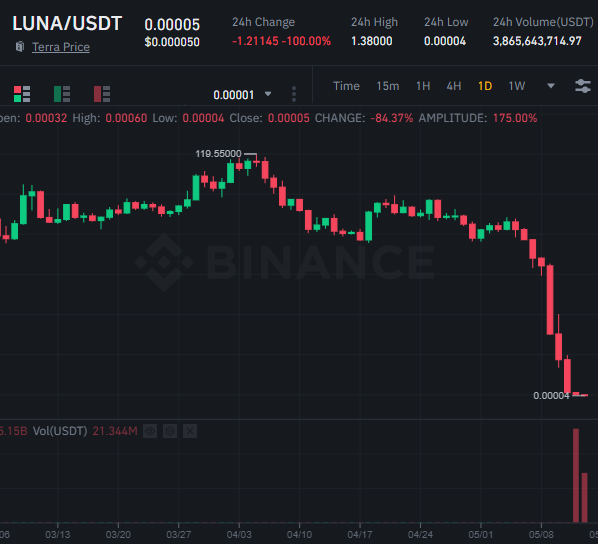 LUNA/USDT 0.00005 24h Change 24h High 24h Low 24h Volume(USDT)
Terra Price $0.000050 -1.21145 -100.00% 1.38000 0.00004 3,865,643,714.97
0.00001 Time 15m 1H 4H 1D 1W
pen: 0.00032 High: 0.00060 Low: 0.00004 Close: 0.00005 CHANGE: -84.37% AMPLITUDE: 175.00%
119.55000
BINANCE
0.00004
5.15B Vol(USDT) 21.344M
08 03/13 03/20 03/27 04/03 04/10 04/17 04/24 05/01 05/08 05